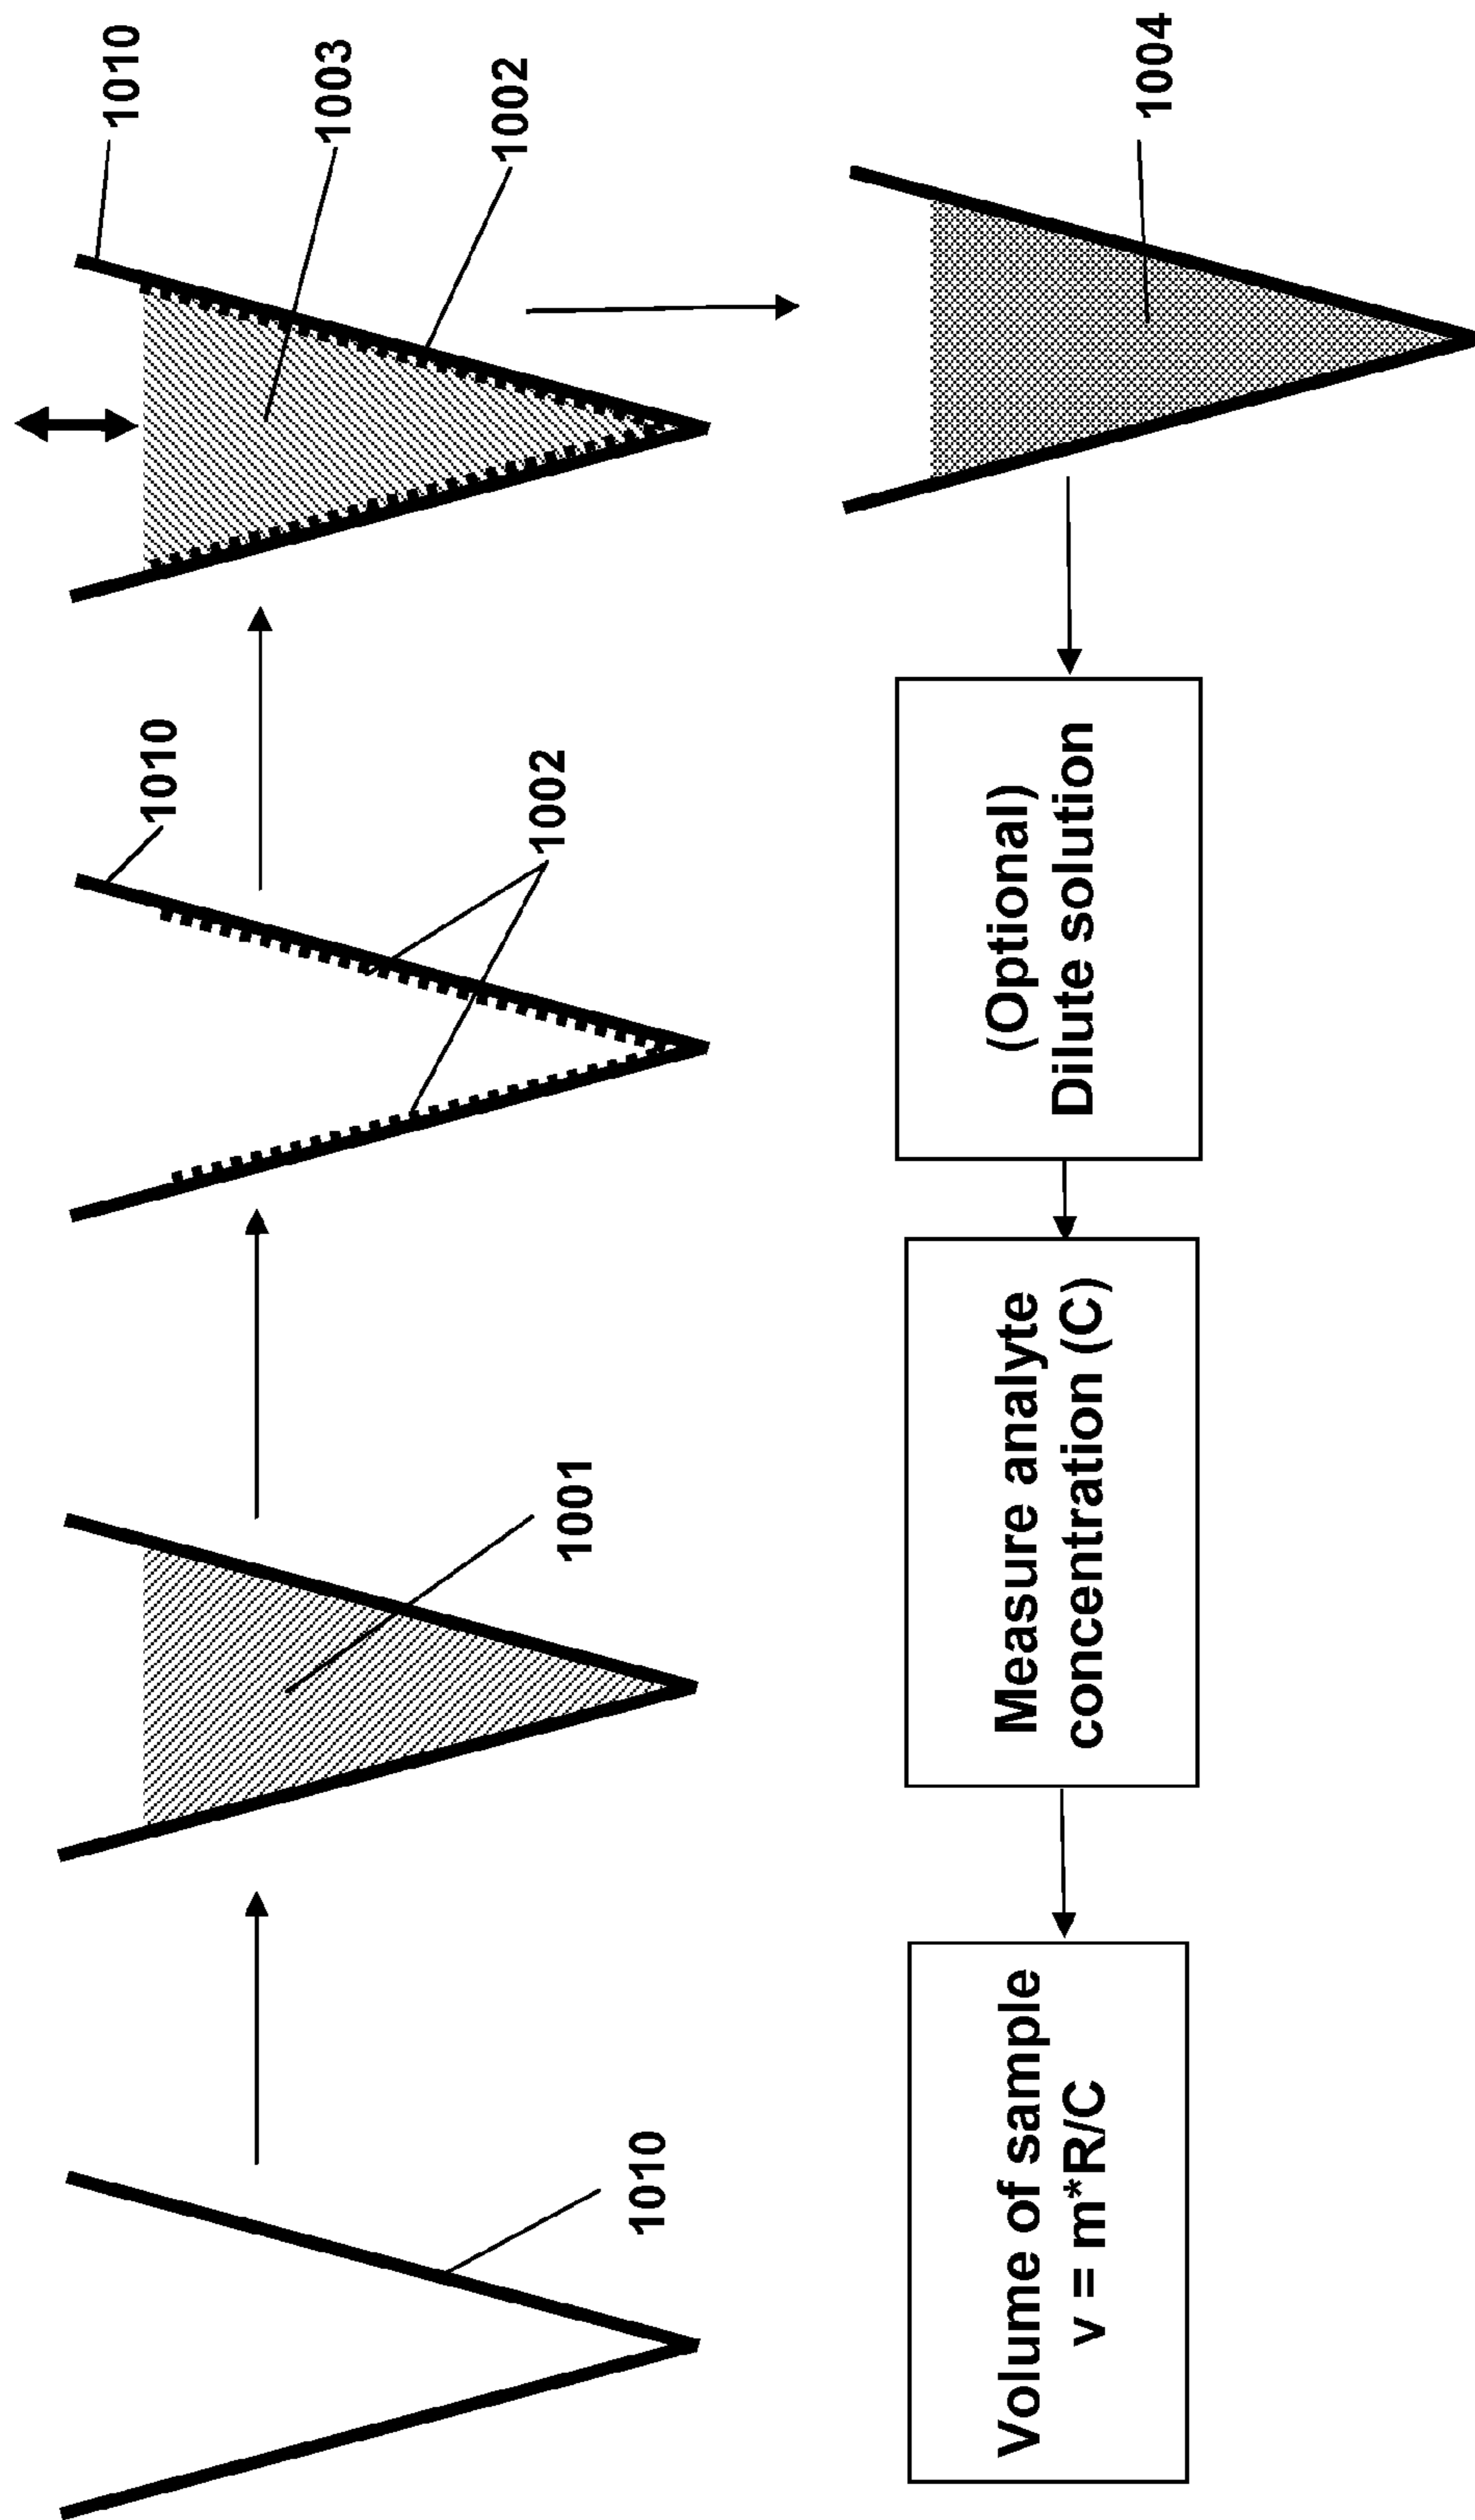 1010
1001
1010
1002
1010
1003
1002
1004
(Optional)
Dilute solution
Measure analyte
concentration (C)
Volume of sample
v = m*R/C